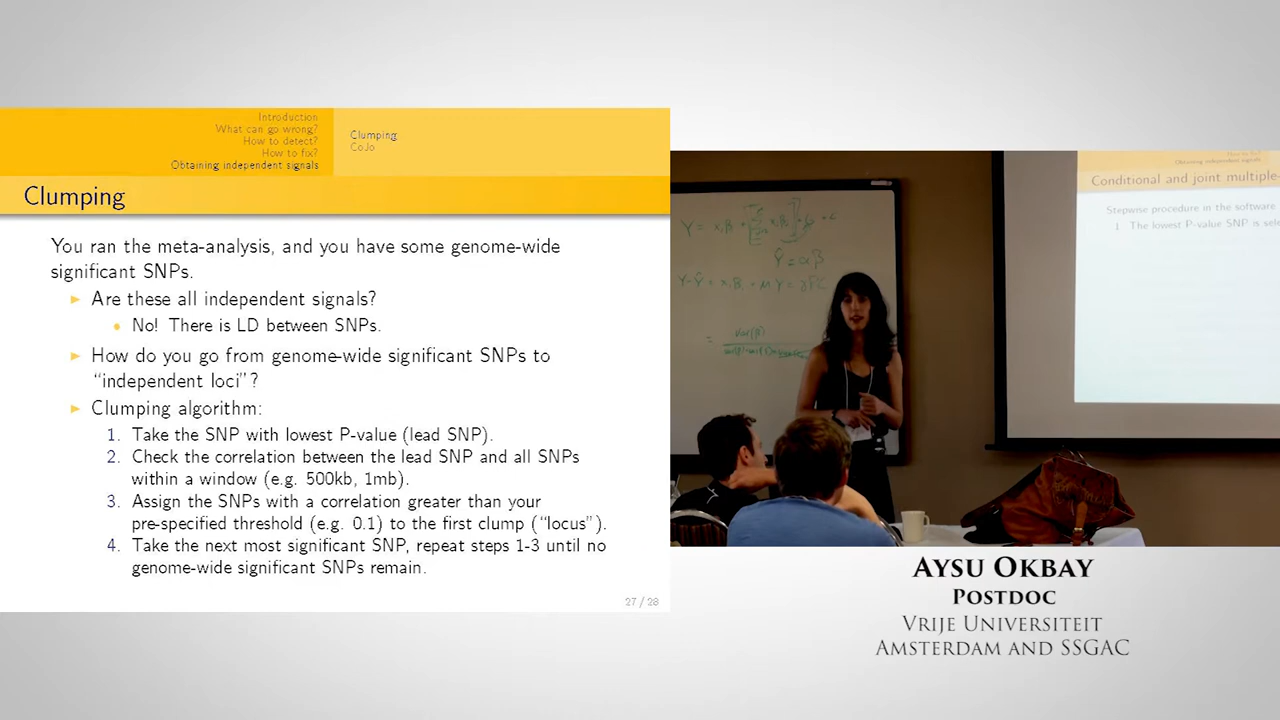 Introduction
What can go wrong?
How to detect?
How to fix?
Obtaining independent signals
Clumping
CoJo
Clumping
You ran the meta-analysis, and you have some genome-wide
significant SNPs.
Are these all independent signals?
No! There is LD between SNPs.
How do you go from genome-wide significant SNPs to
“independent loci”?
Clumping algorithm:
1. Take the SNP with lowest P-value (lead SNP).
2. Check the correlation between the lead SNP and all SNPs
within a window (e.g. 500kb, 1mb).
3. Assign the SNPs with a correlation greater than your
pre-specified threshold (e.g. 0.1) to the first clump (“locus”).
4. Take the next most significant SNP, repeat steps 1-3 until no
genome-wide significant SNPs remain.
27 / 28
How to fix?
Obtaining independent signals
Conditional and joint multiple-
Stepwise procedure in the software
1. The lowest P-value SNP is sele
AYSU OKBAY
POSTDOC
VRIJE UNIVERSITEIT
AMSTERDAM AND SSGAC